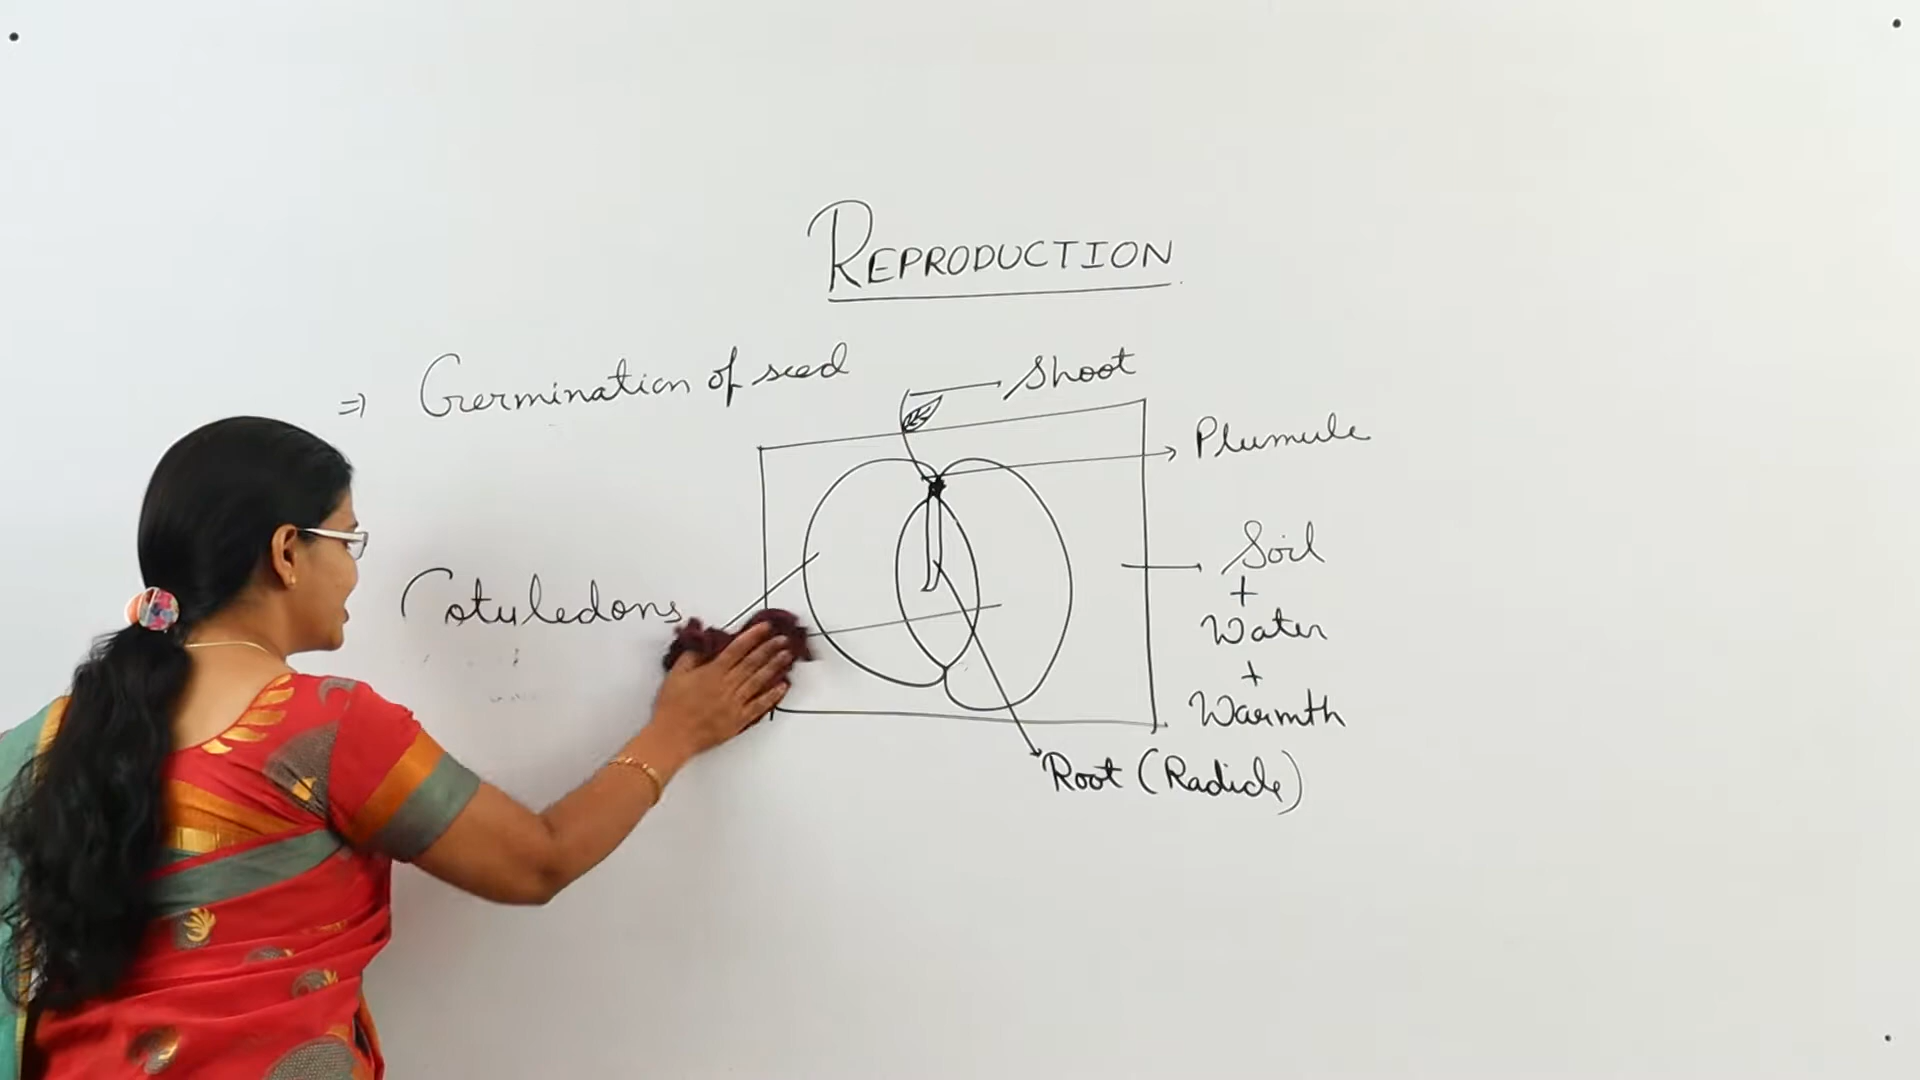 REPRODUCTION
⇒ Germination of seed
Shoot
Plumule
Cotyledons
Soil
+
Water
+
Warmth
Root (Radicle)